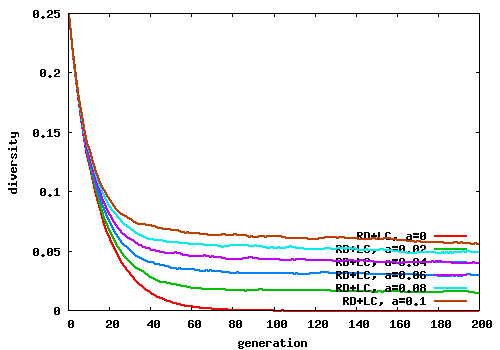 0.25
0.2
0.15
0.1
0.05
0
diversity
RD+LC, a=0
RD+LC, a=0.02
RD+LC, a=0.04
RD+LC, a=0.06
RD+LC, a=0.08
RD+LC, a=0.1
0 20 40 60 80 100 120 140 160 180 200
generation